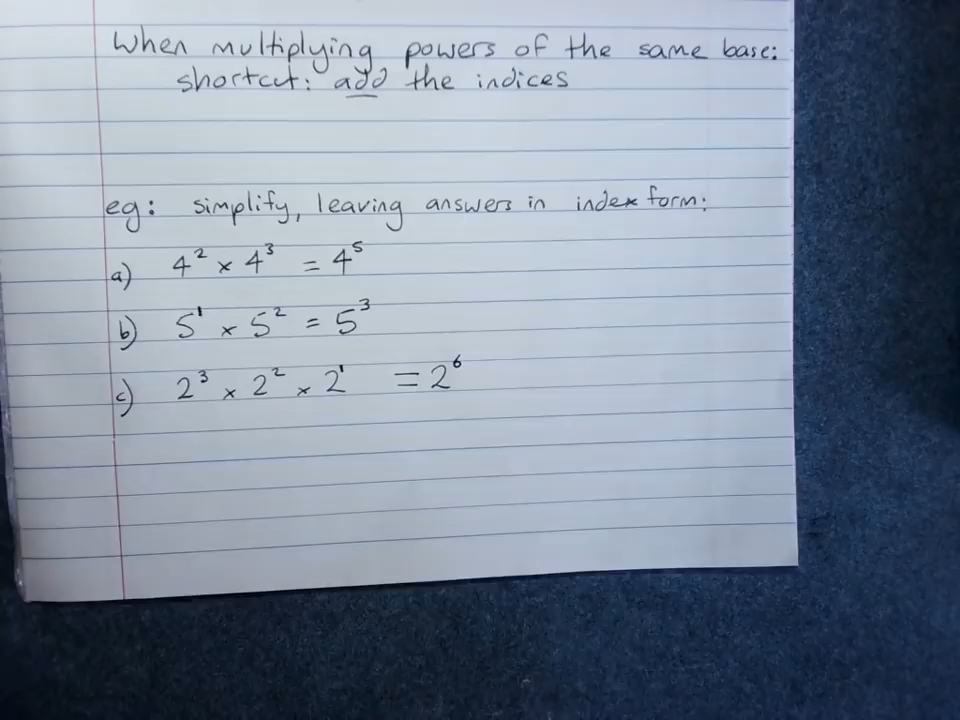 When multiplying powers of the same base:
shortcut: add the indices
eg: simplify, leaving answers in index form:
a) 4² × 4³ = 4⁵
b) 5¹ × 5² = 5³
c) 2³ × 2² × 2¹ = 2⁶